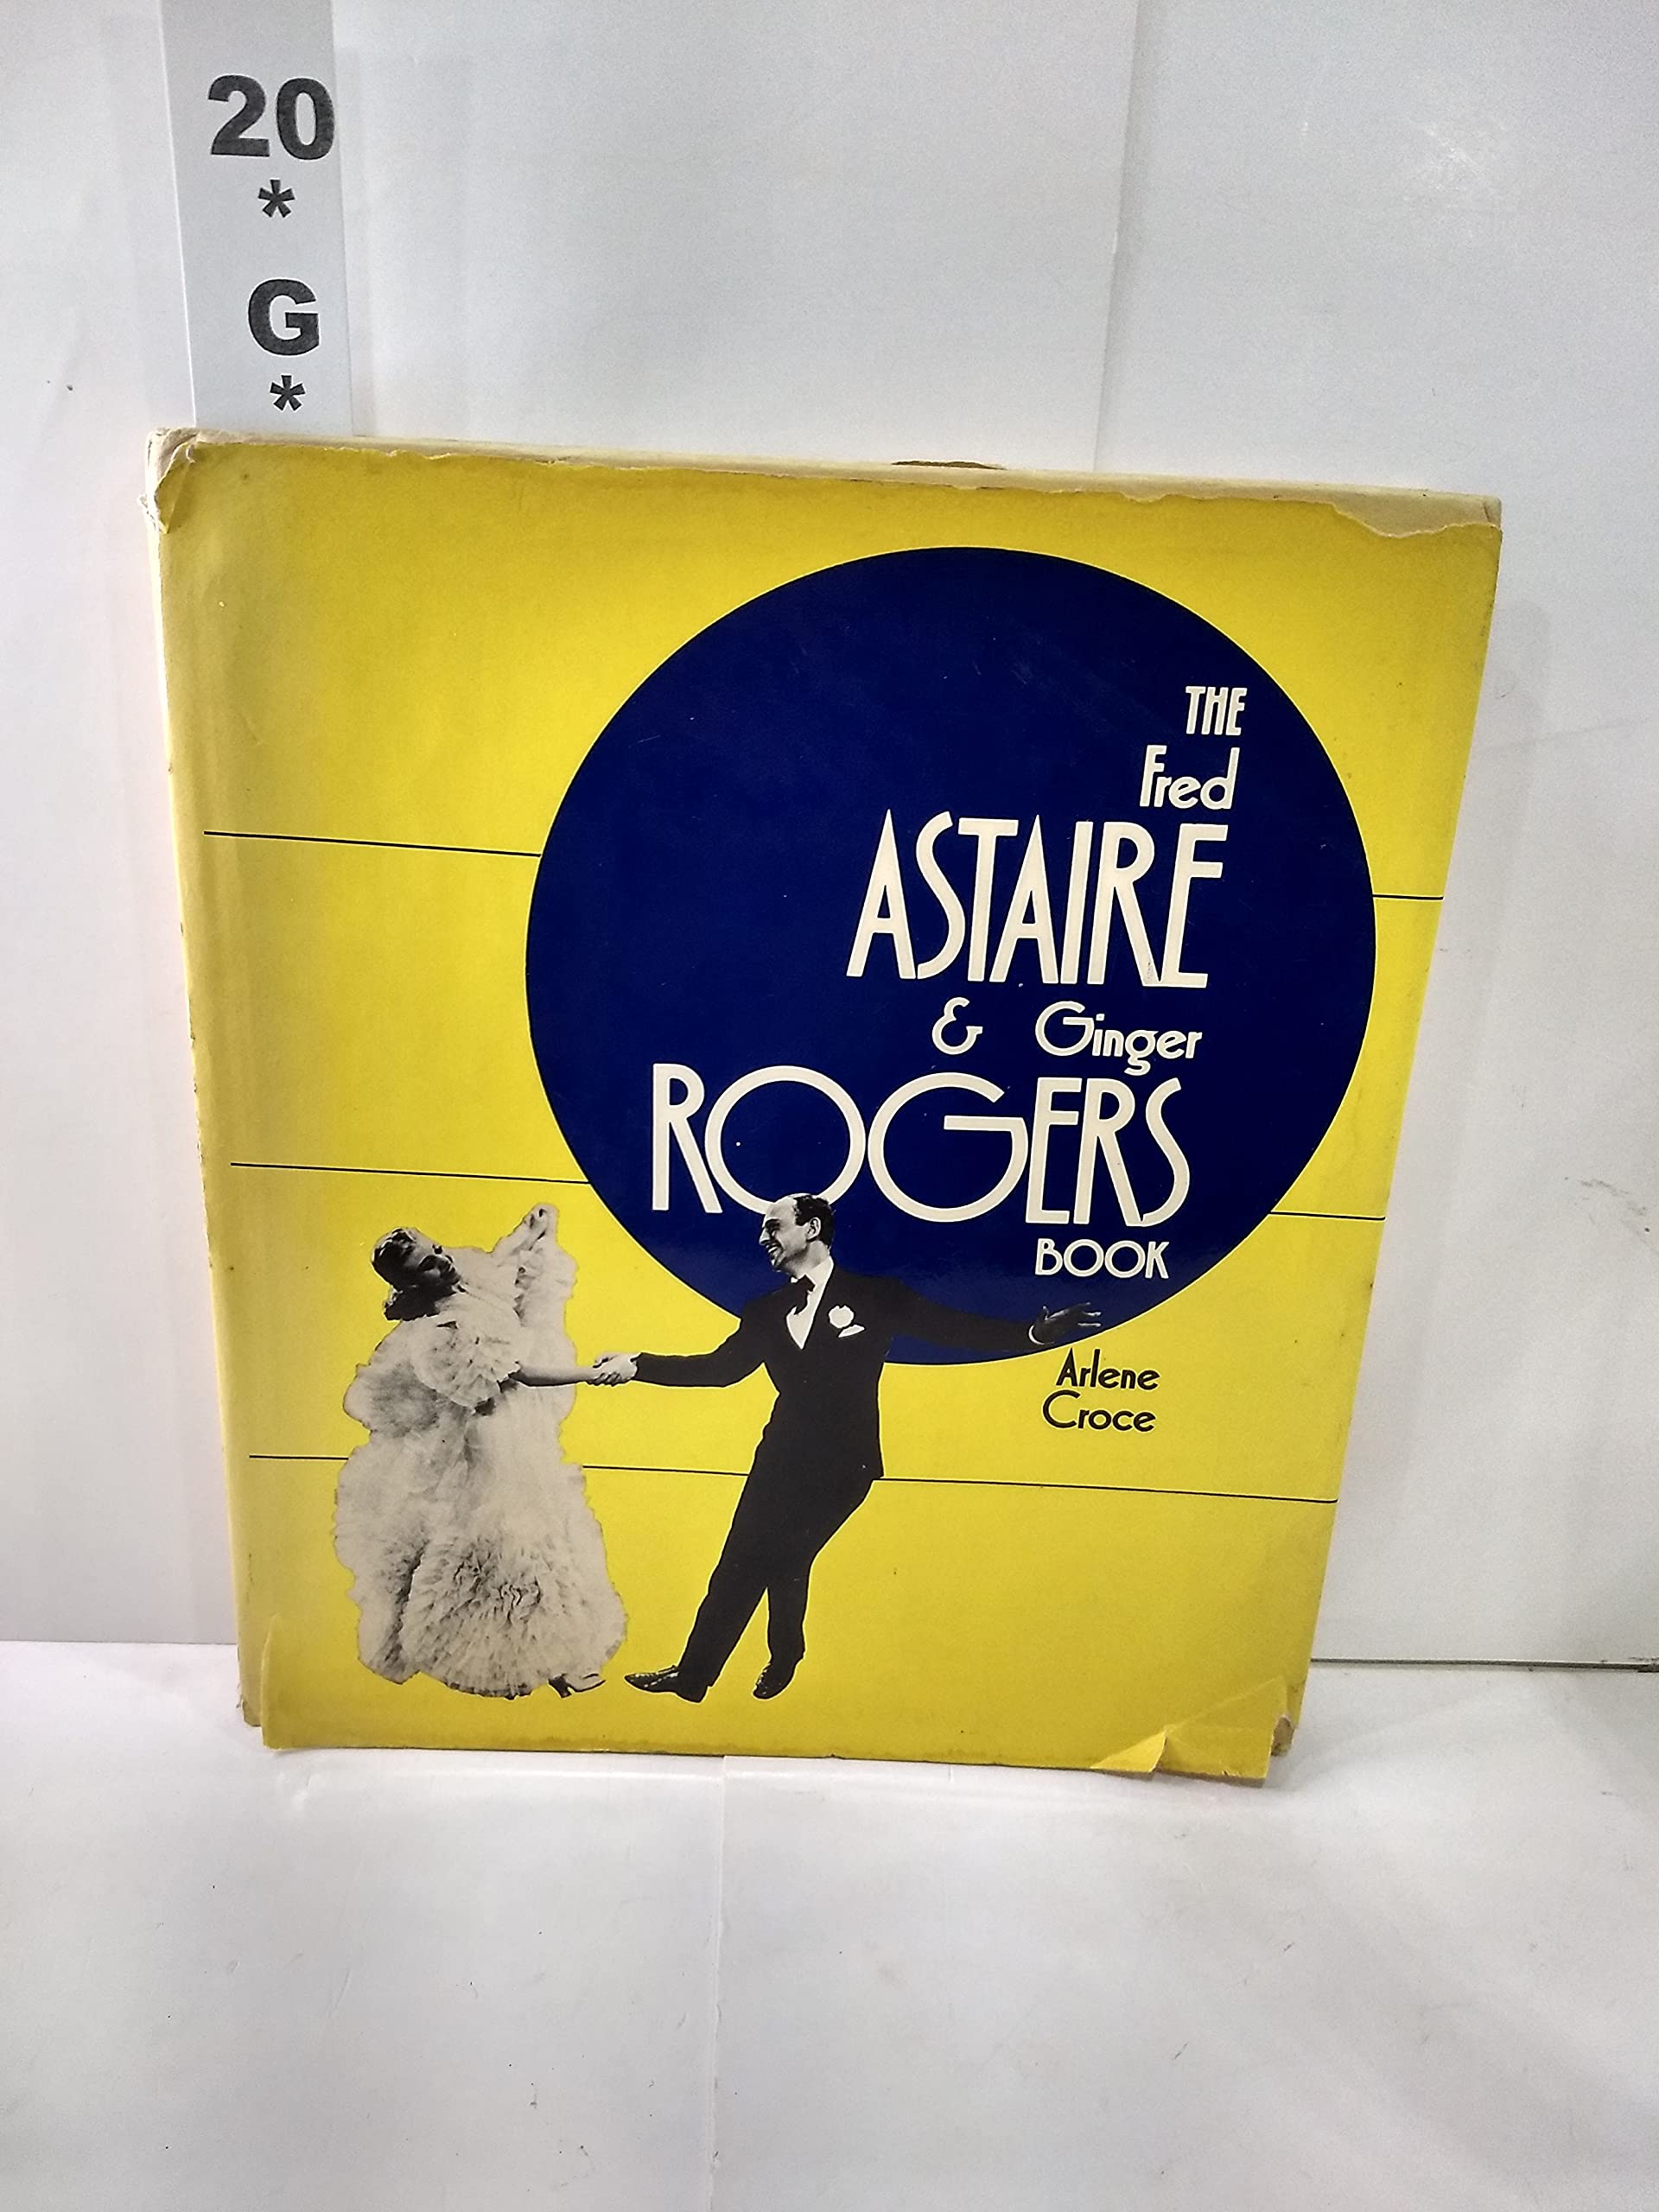 20
*
G
*
THE
Fred
ASTAIRE
& Ginger
ROGERS
BOOK
Arlene
Croce